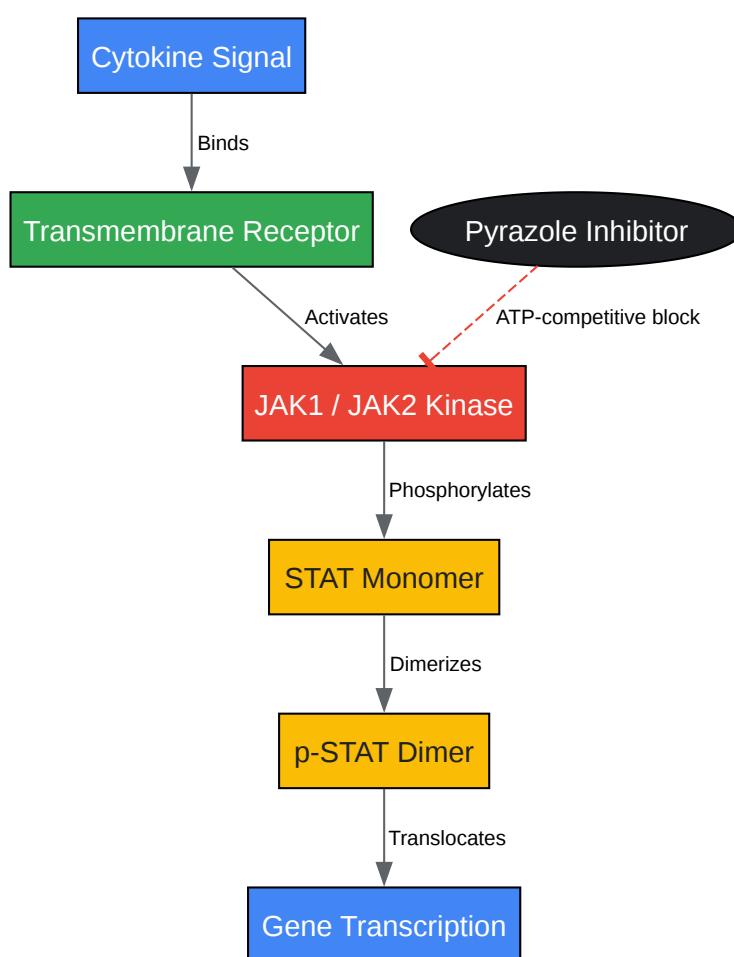 Cytokine Signal
Binds
Transmembrane Receptor
Pyrazole Inhibitor
Activates
ATP-competitive block
JAK1 / JAK2 Kinase
Phosphorylates
STAT Monomer
Dimerizes
p-STAT Dimer
Translocates
Gene Transcription